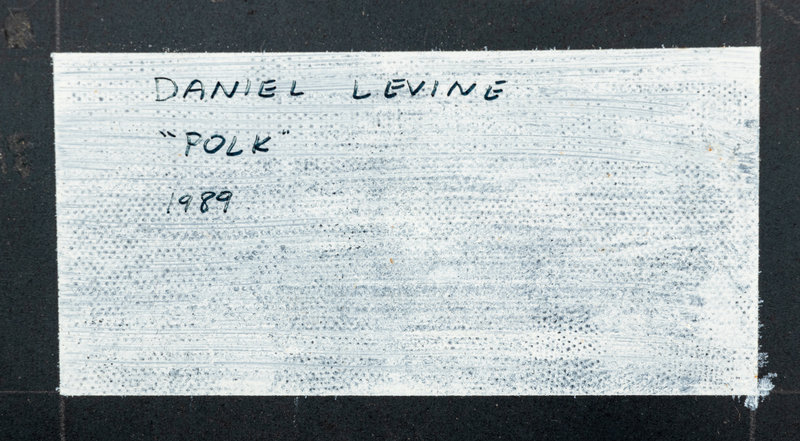 DANIEL LEVINE
"POLK"
1989